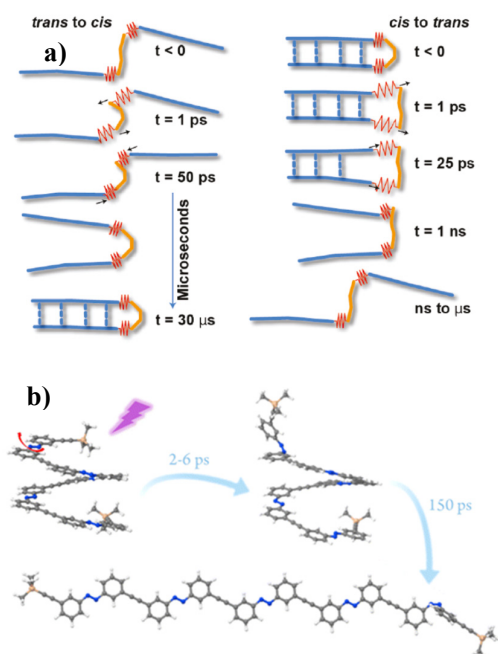 trans to cis
cis to trans
a)
t < 0
t = 1 ps
t = 50 ps
Microseconds
t = 30 μs
t < 0
t = 1 ps
t = 25 ps
t = 1 ns
ns to μs
b)
2-6 ps
150 ps